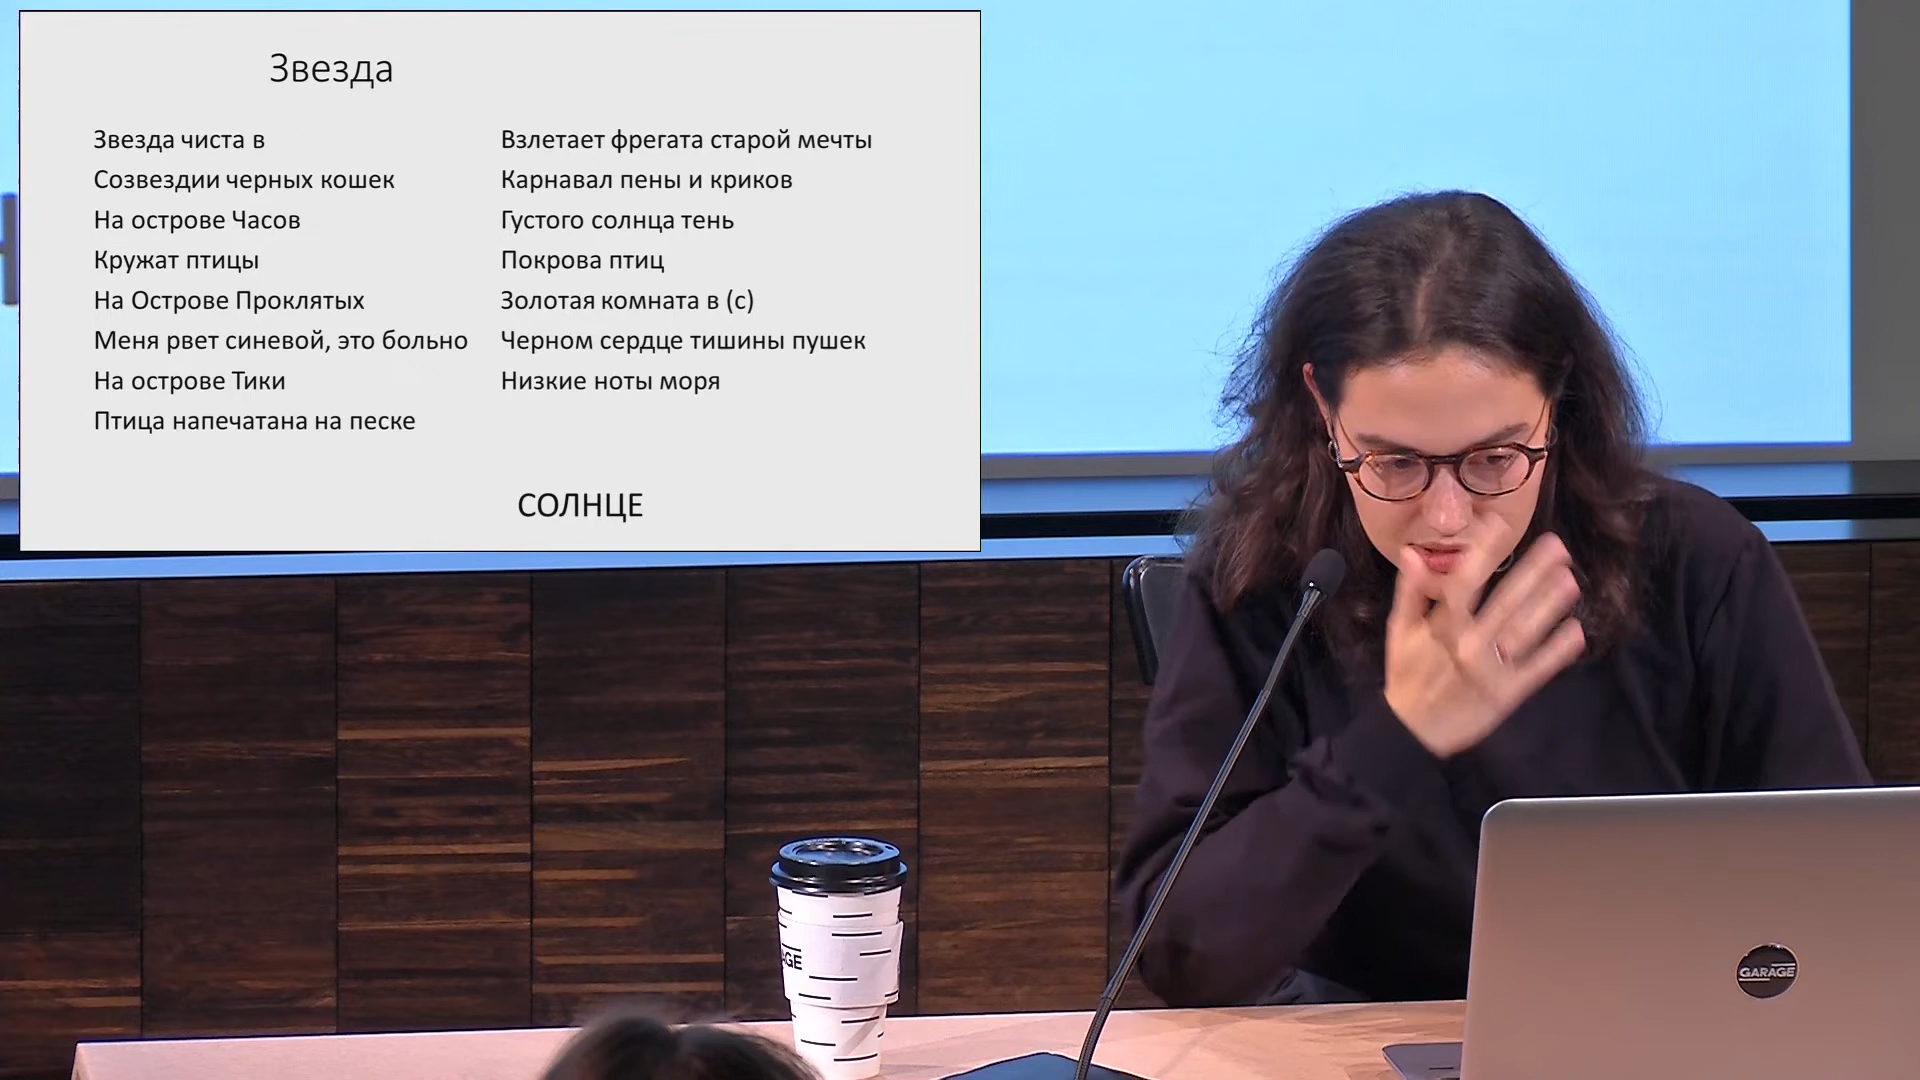 Звезда
Звезда чиста в
Созвездии черных кошек
На острове Часов
Кружат птицы
На Острове Проклятых
Меня рвет синевой, это больно
На острове Тики
Птица напечатана на песке
Взлетает фрегата старой мечты
Карнавал пены и криков
Густого солнца тень
Покрова птиц
Золотая комната в (с)
Черном сердце тишины пушек
Низкие ноты моря
СОЛНЦЕ
GARAGE